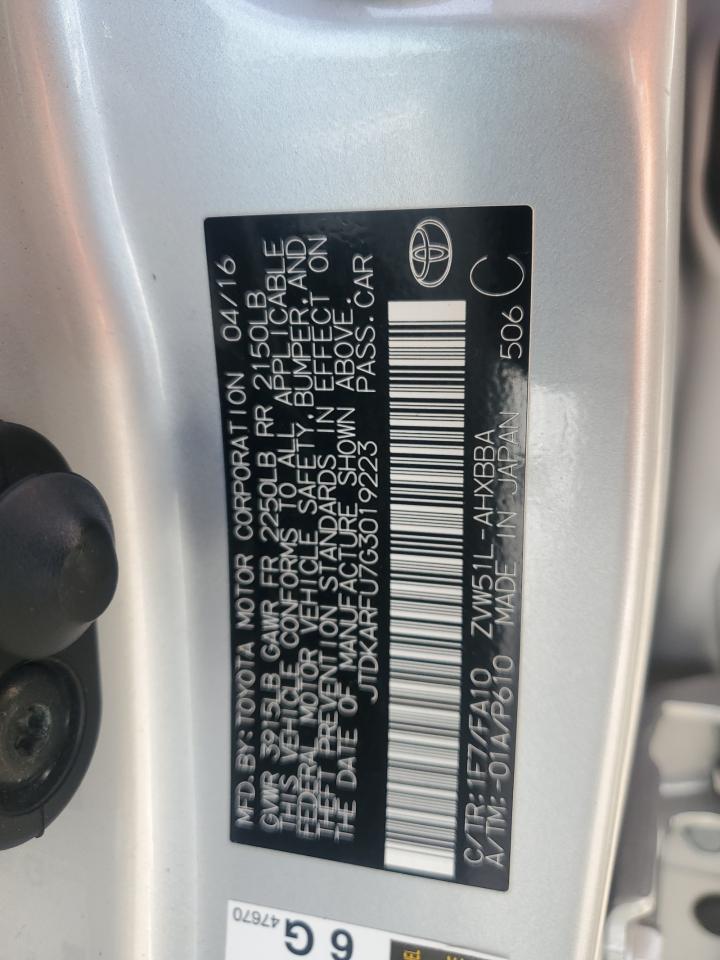 MFD.BY:TOYOTA MOTOR CORPORATION 04/16
GVWR 3915LB GAWR FR 2250LB RR 2150LB
THIS VEHICLE CONFORMS TO ALL APPLICABLE
FEDERAL MOTOR VEHICLE SAFETY,BUMPER,AND
THEFT PREVENTION STANDARDS IN EFFECT ON
THE DATE OF MANUFACTURE SHOWN ABOVE.
JTDKARFU7G3019223 PASS.CAR
C/TR:1F7/FA10 ZVW51L-AHXBBA
A/TM:-01A/P610 MADE IN JAPAN 506 C
47670
6 G